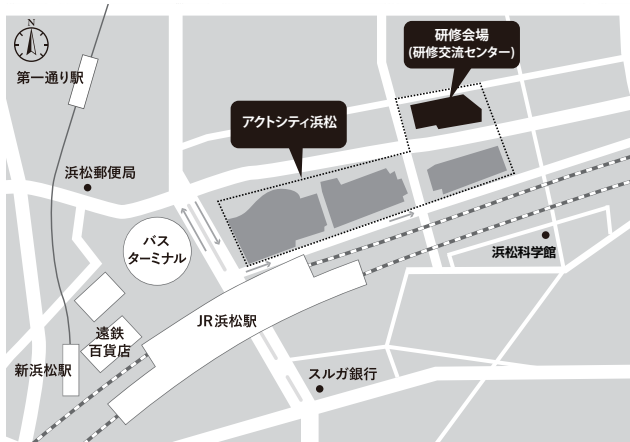 N
研修会場
(研修交流センター)
第一通り駅
アクトシティ浜松
浜松郵便局
バス
ターミナル
浜松科学館
JR浜松駅
遠鉄
百貨店
新浜松駅
スルガ銀行